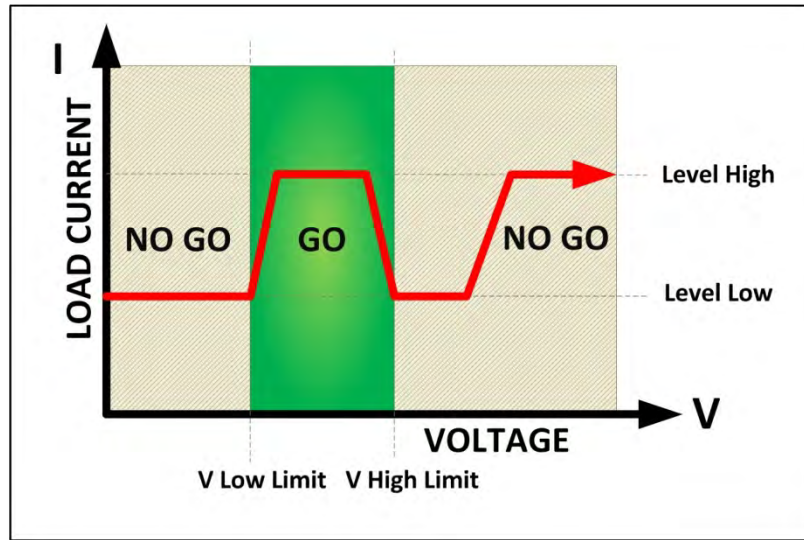 I
LOAD CURRENT
NO GO
GO
NO GO
Level High
Level Low
V
VOLTAGE
V Low Limit
V High Limit